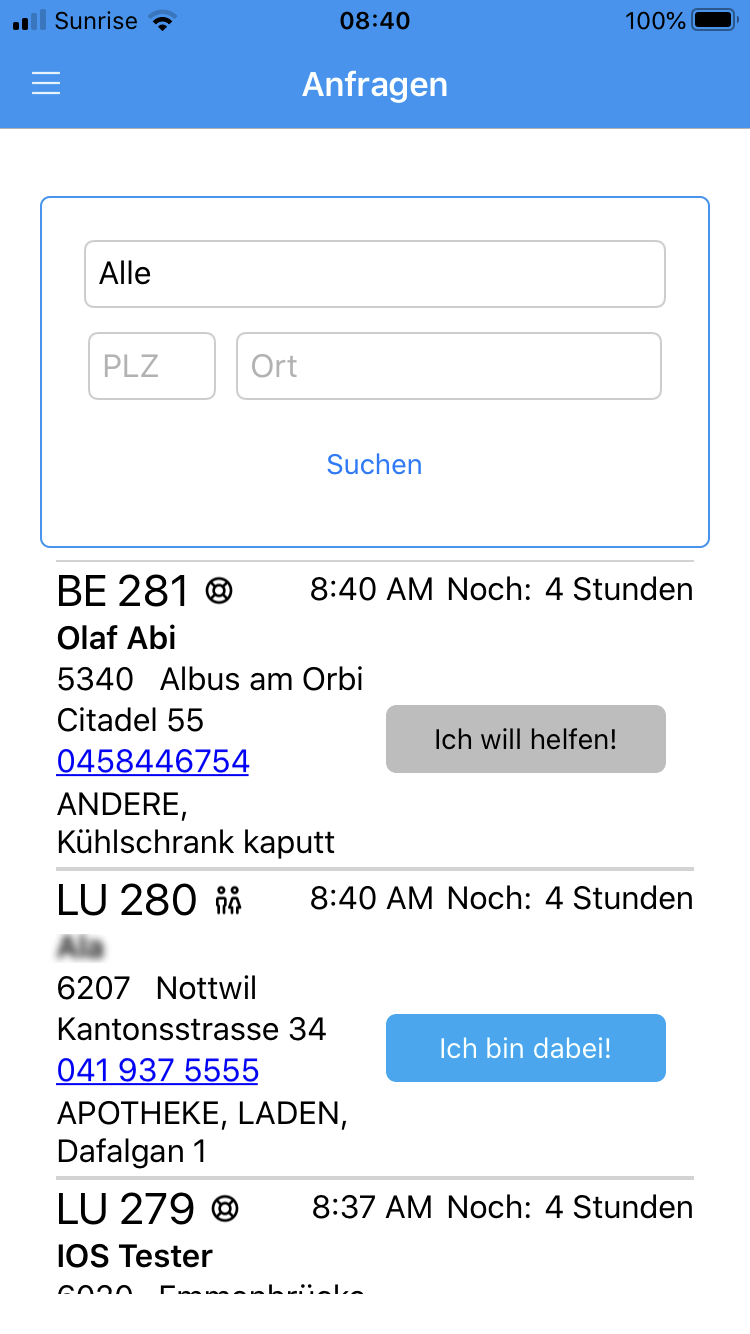 Sunrise 08:40 100%
Anfragen
Alle
PLZ Ort
Suchen
BE 281 8:40 AM Noch: 4 Stunden
Olaf Abi
5340 Albus am Orbi
Citadel 55
Ich will helfen!
0458446754
ANDERE,
Kühlschrank kaputt
LU 280 8:40 AM Noch: 4 Stunden
6207 Nottwil
Kantonsstrasse 34
Ich bin dabei!
041 937 5555
APOTHEKE, LADEN,
Dafalgan 1
LU 279 8:37 AM Noch: 4 Stunden
IOS Tester